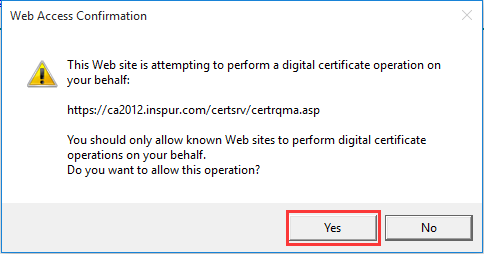 Web Access Confirmation
This Web site is attempting to perform a digital certificate operation on
your behalf:
https://ca2012.inspur.com/certsrv/certrqma.asp
You should only allow known Web sites to perform digital certificate
operations on your behalf.
Do you want to allow this operation?
Yes No